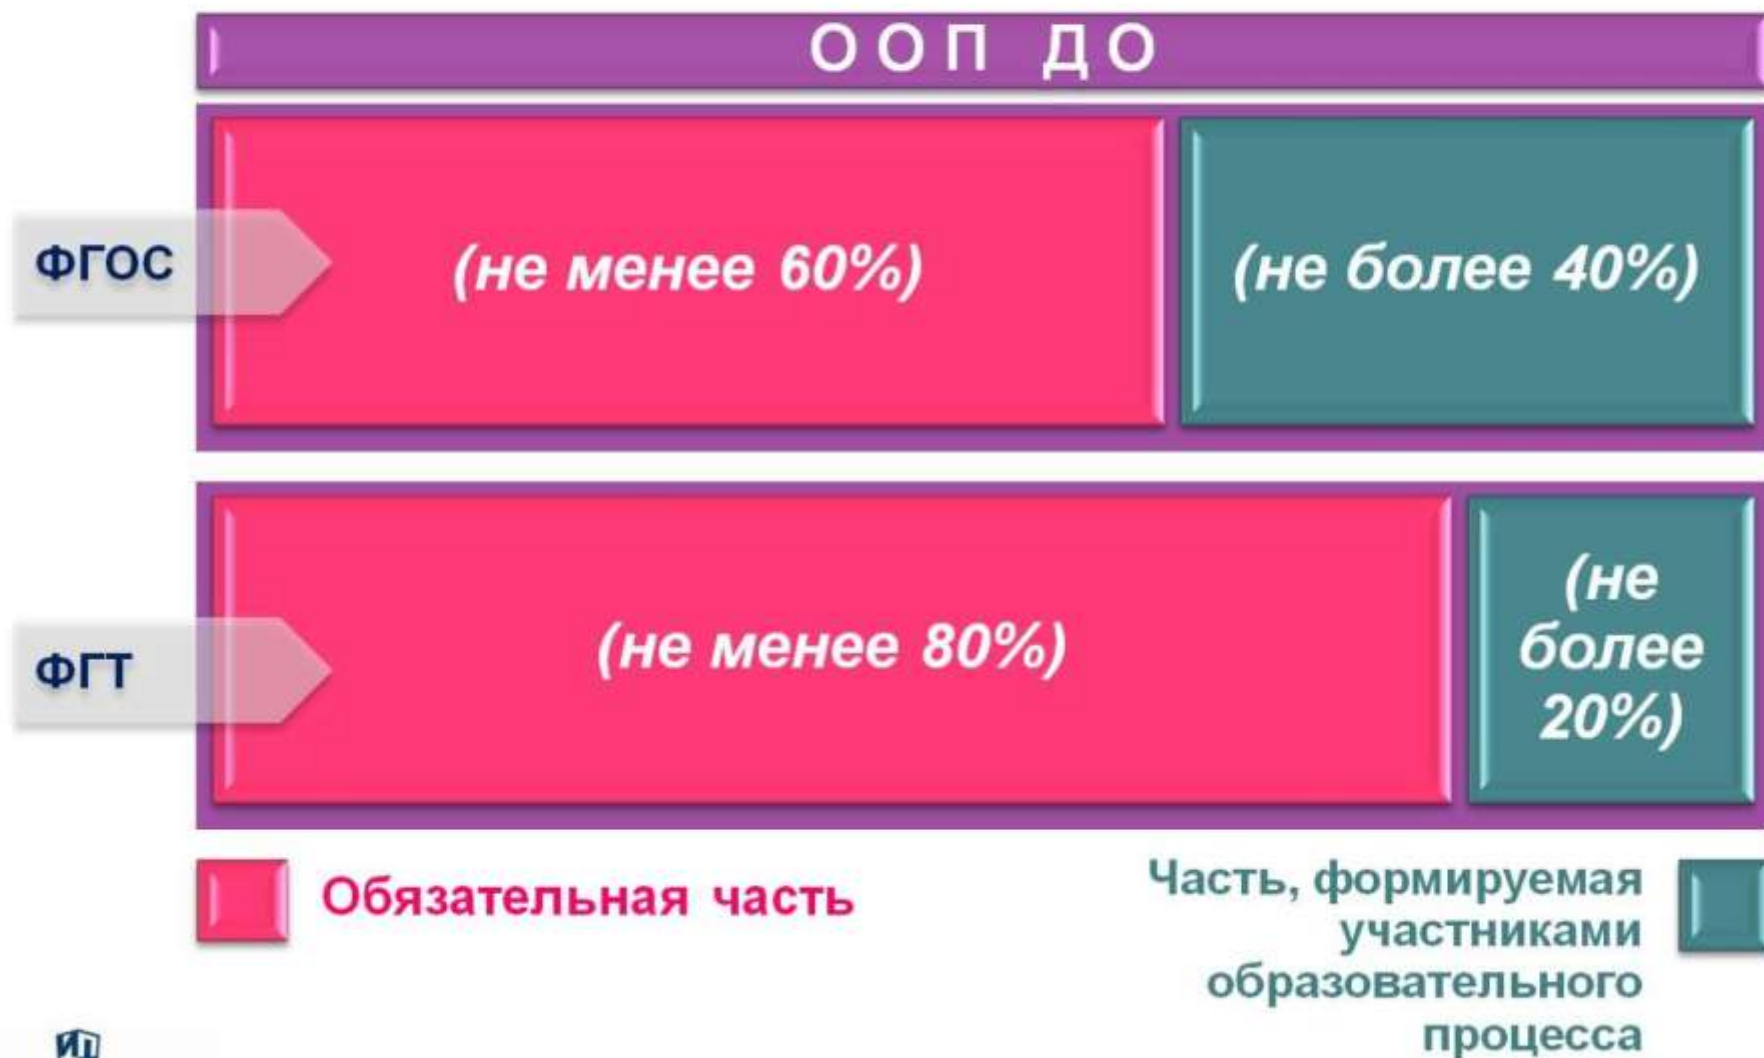 ООП ДО
ФГОС
(не менее 60%)
(не более 40%)
ФГТ
(не менее 80%)
(не
более
20%)
Обязательная часть
Часть, формируемая
участниками
образовательного
процесса
ИП